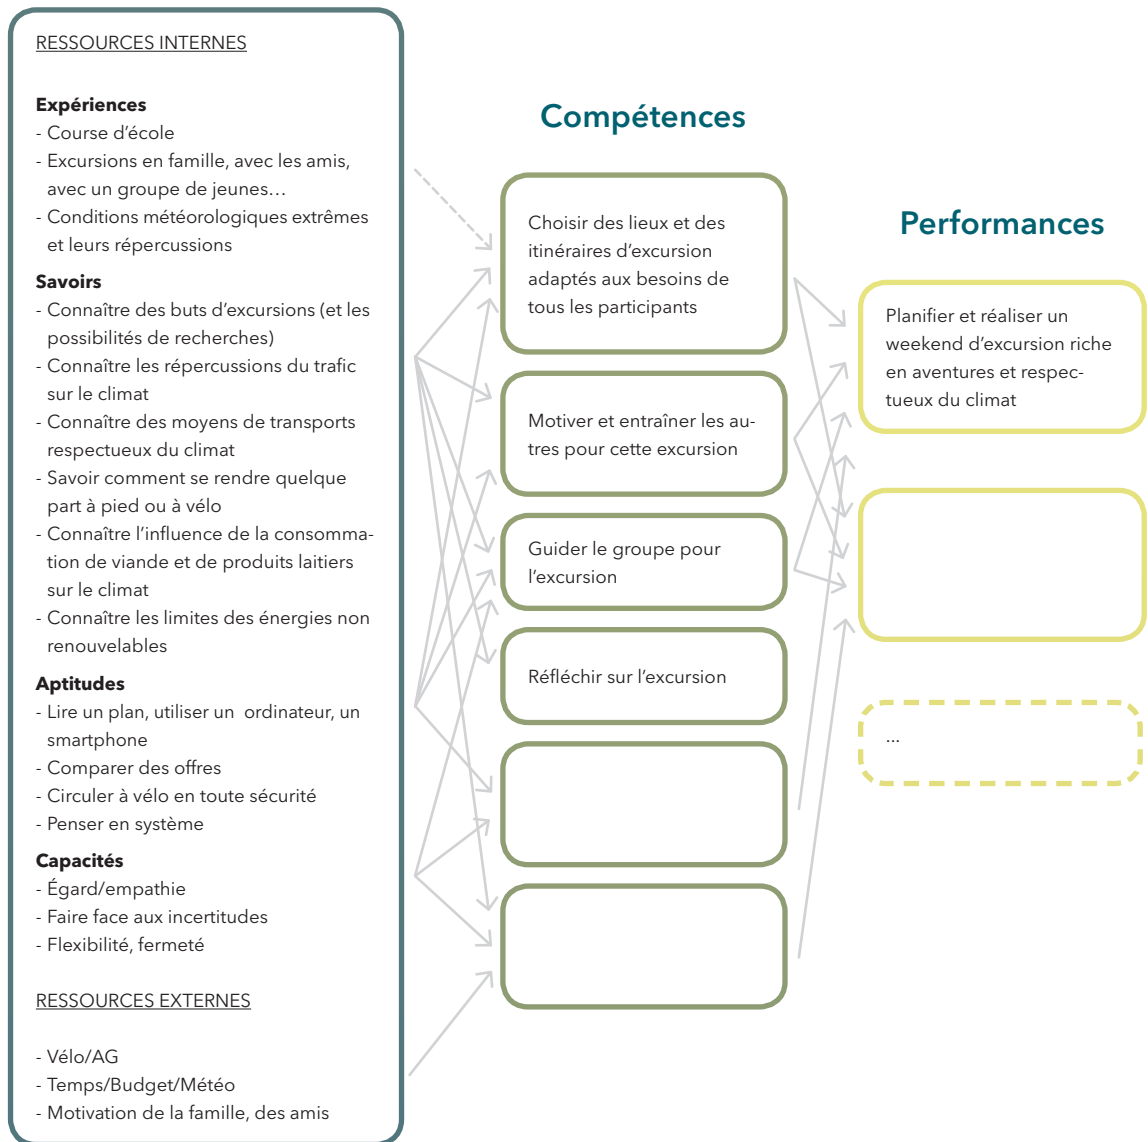 RESSOURCES INTERNES
Expériences
- Course d’école
- Excursions en famille, avec les amis,
avec un groupe de jeunes…
- Conditions météorologiques extrêmes
et leurs répercussions
Savoirs
- Connaître des buts d’excursions (et les
possibilités de recherches)
- Connaître les répercussions du trafic
sur le climat
- Connaître des moyens de transports
respectueux du climat
- Savoir comment se rendre quelque
part à pied ou à vélo
- Connaître l’influence de la consomma-
tion de viande et de produits laitiers
sur le climat
- Connaître les limites des énergies non
renouvelables
Aptitudes
- Lire un plan, utiliser un ordinateur, un
smartphone
- Comparer des offres
- Circuler à vélo en toute sécurité
- Penser en système
Capacités
- Égard/empathie
- Faire face aux incertitudes
- Flexibilité, fermeté
RESSOURCES EXTERNES
- Vélo/AG
- Temps/Budget/Météo
- Motivation de la famille, des amis
Compétences
Choisir des lieux et des
itinéraires d’excursion
adaptés aux besoins de
tous les participants
Motiver et entraîner les au-
tres pour cette excursion
Guider le groupe pour
l’excursion
Réfléchir sur l’excursion
Performances
Planifier et réaliser un
weekend d’excursion riche
en aventures et respec-
tueux du climat
...